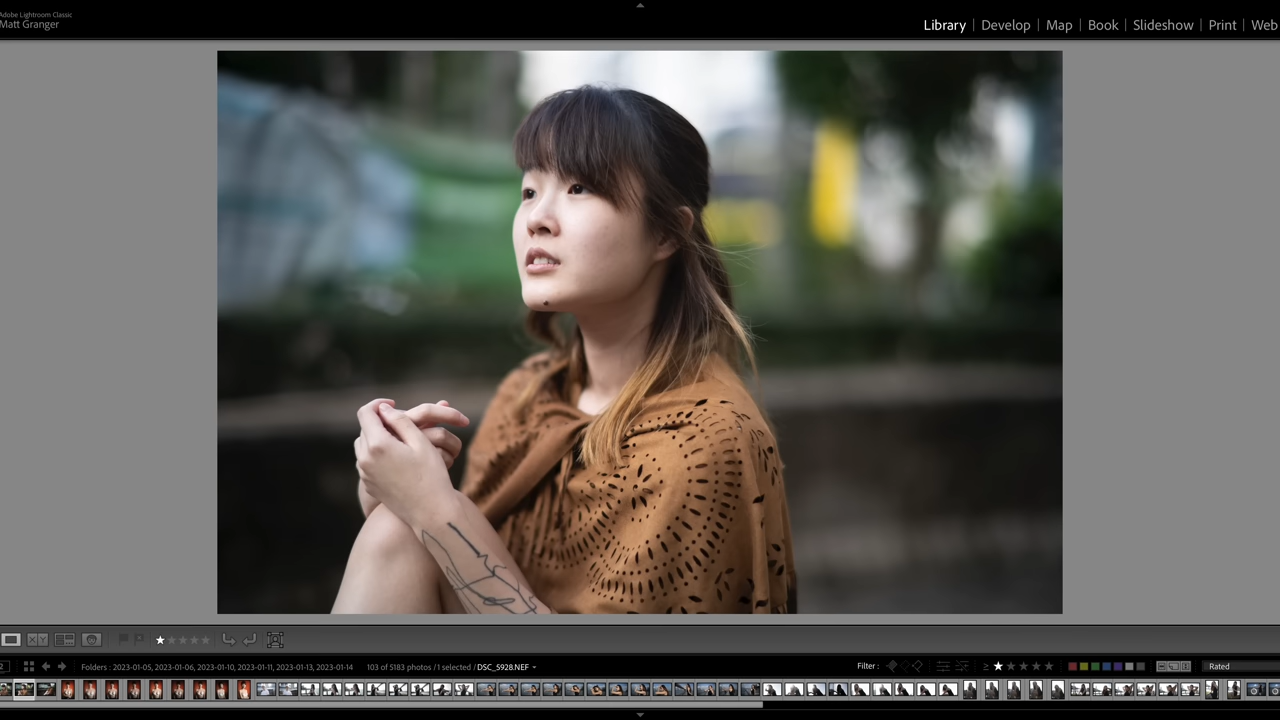 Adobe Lightroom Classic
Matt Granger
Library | Develop | Map | Book | Slideshow | Print | Web
Folders : 2023-01-05, 2023-01-06, 2023-01-10, 2023-01-11, 2023-01-13, 2023-01-14 103 of 5183 photos / 1 selected / DSC_5928.NEF Filter : Rated